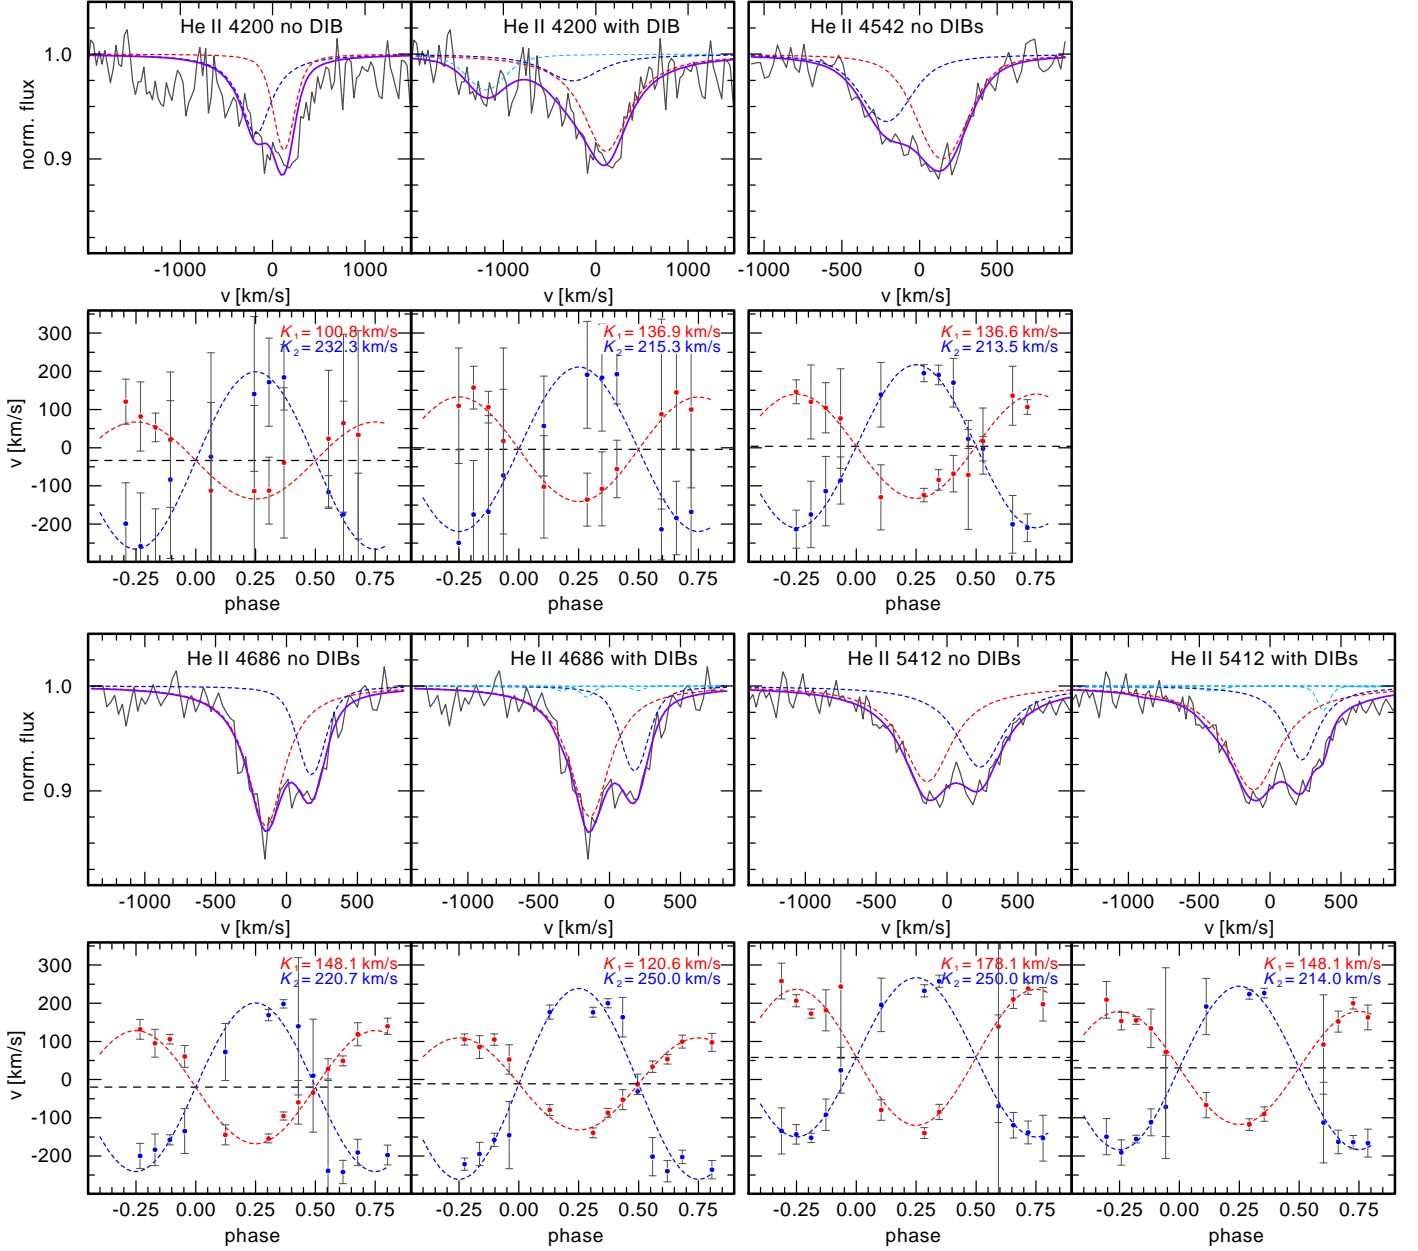 He II 4200 no DIB
He II 4200 with DIB
He II 4542 no DIBs
norm. flux
1.0
0.9
-1000 0 1000
-1000 0 1000
-1000 -500 0 500
v [km/s]
v [km/s]
v [km/s]
K1 = 100.8 km/s
K2 = 232.3 km/s
K1 = 136.9 km/s
K2 = 215.3 km/s
K1 = 136.6 km/s
K2 = 213.5 km/s
v [km/s]
300
200
100
0
-100
-200
-0.25 0.00 0.25 0.50 0.75
-0.25 0.00 0.25 0.50 0.75
-0.25 0.00 0.25 0.50 0.75
phase
phase
phase
He II 4686 no DIBs
He II 4686 with DIBs
He II 5412 no DIBs
He II 5412 with DIBs
norm. flux
1.0
0.9
-1000 -500 0 500
-1000 -500 0 500
-1000 -500 0 500
-1000 -500 0 500
v [km/s]
v [km/s]
v [km/s]
v [km/s]
K1 = 148.1 km/s
K2 = 220.7 km/s
K1 = 120.6 km/s
K2 = 250.0 km/s
K1 = 178.1 km/s
K2 = 250.0 km/s
K1 = 148.1 km/s
K2 = 214.0 km/s
v [km/s]
300
200
100
0
-100
-200
-0.25 0.00 0.25 0.50 0.75
-0.25 0.00 0.25 0.50 0.75
-0.25 0.00 0.25 0.50 0.75
-0.25 0.00 0.25 0.50 0.75
phase
phase
phase
phase